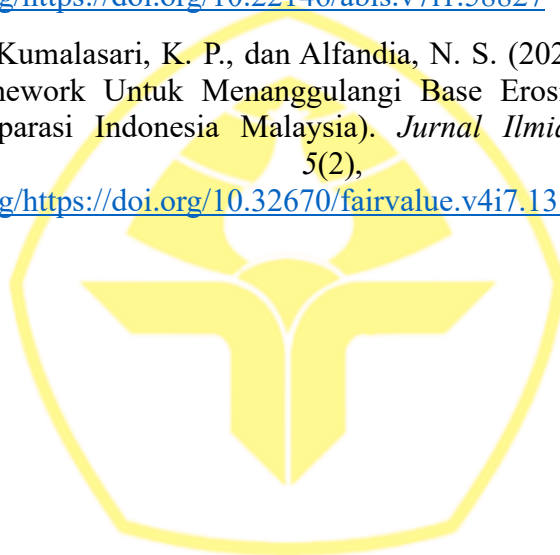 g/https://doi.org/10.22146/abis.v7i1.58827
Kumalasari, K. P., dan Alfandia, N. S. (202
nework Untuk Menanggulangi Base Erosi
parasi Indonesia Malaysia). Jurnal Ilmia
5(2),
g/https://doi.org/10.32670/fairvalue.v4i7.13